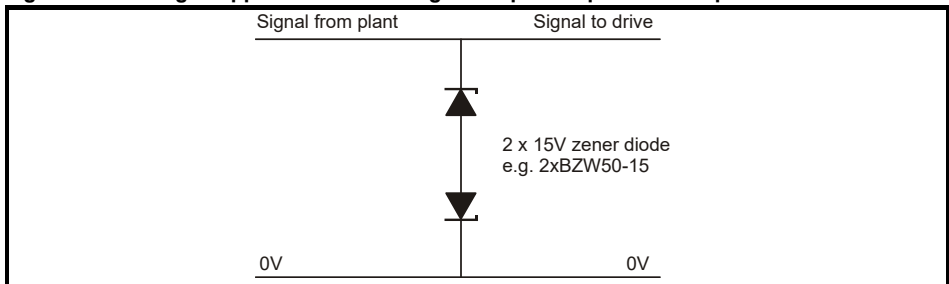 Signal from plant Signal to drive
2 x 15V zener diode
e.g. 2xBZW50-15
0V 0V